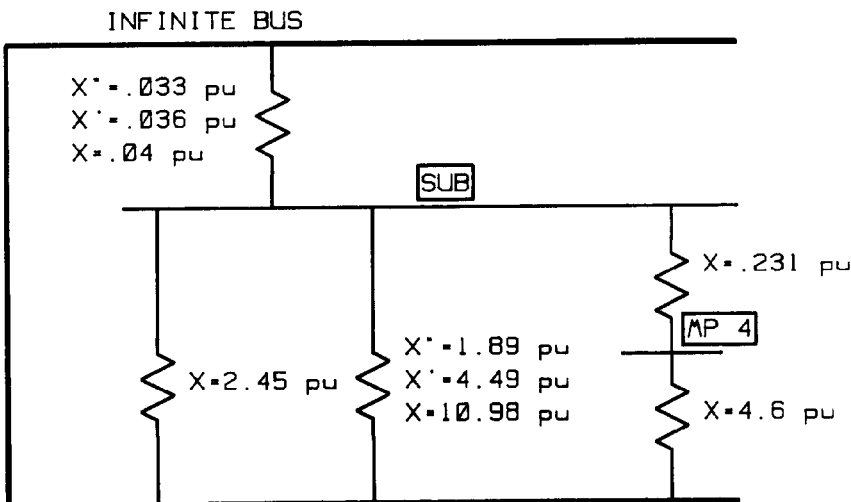 INFINITE BUS
X"=.033 pu
X'=.036 pu
X=.04 pu
SUB
X=.231 pu
MP 4
X=2.45 pu
X"=1.89 pu
X'=4.49 pu
X=10.98 pu
X=4.6 pu